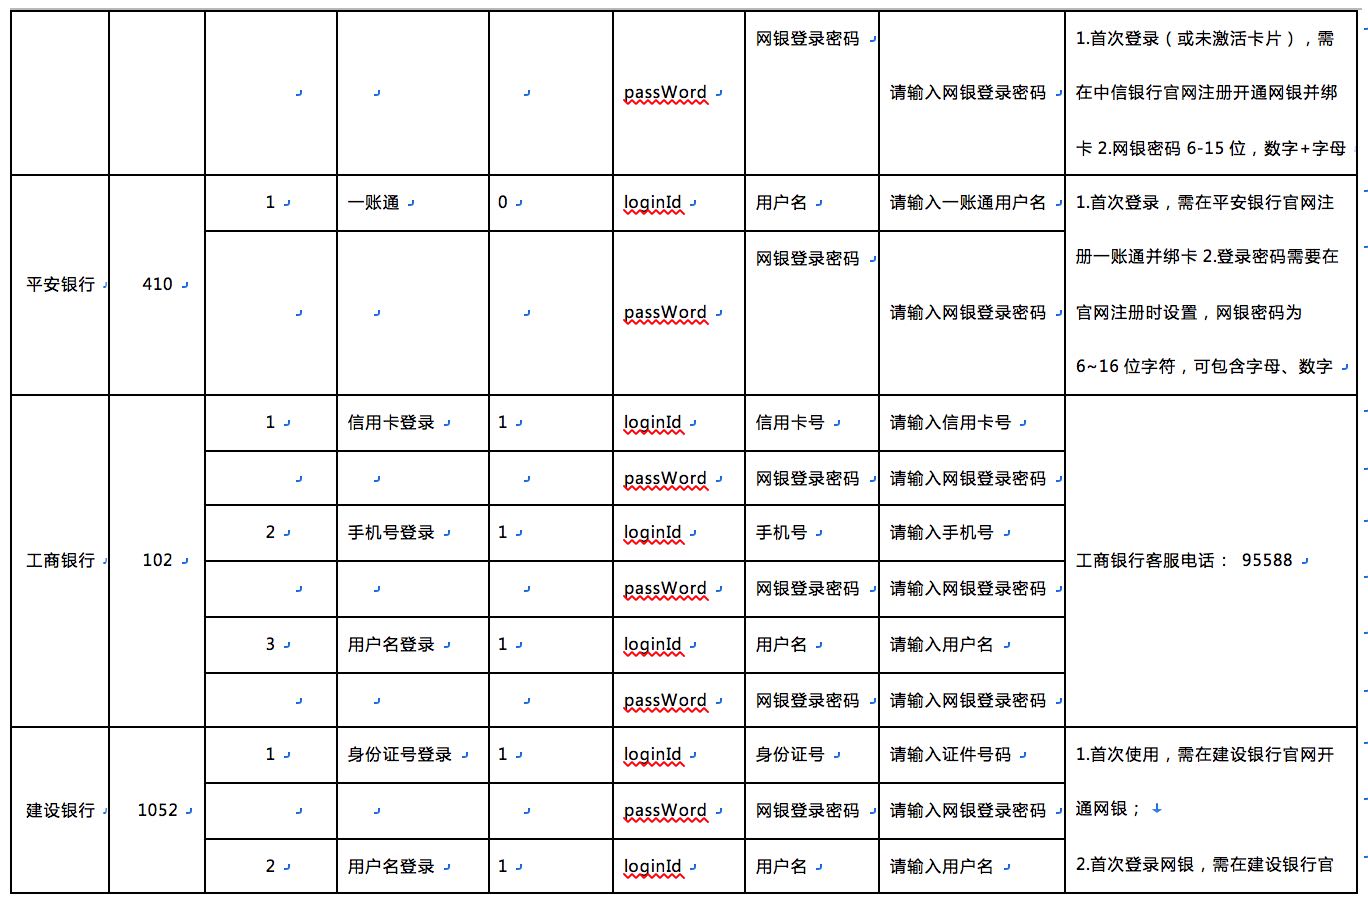 passWord 网银登录密码 请输入网银登录密码 1.首次登录（或未激活卡片），需
在中信银行官网注册开通网银并绑
卡 2.网银密码 6-15 位，数字+字母
平安银行 410 1 一账通 0 loginId 用户名 请输入一账通用户名 1.首次登录，需在平安银行官网注
册一账通并绑卡 2.登录密码需要在
passWord 网银登录密码 请输入网银登录密码 官网注册时设置，网银密码为
6~16 位字符，可包含字母、数字
工商银行 102 1 信用卡登录 1 loginId 信用卡号 请输入信用卡号 工商银行客服电话： 95588
passWord 网银登录密码 请输入网银登录密码
2 手机号登录 1 loginId 手机号 请输入手机号
passWord 网银登录密码 请输入网银登录密码
3 用户名登录 1 loginId 用户名 请输入用户名
passWord 网银登录密码 请输入网银登录密码
建设银行 1052 1 身份证号登录 1 loginId 身份证号 请输入证件号码 1.首次使用，需在建设银行官网开
passWord 网银登录密码 请输入网银登录密码 通网银；
2 用户名登录 1 loginId 用户名 请输入用户名 2.首次登录网银，需在建设银行官